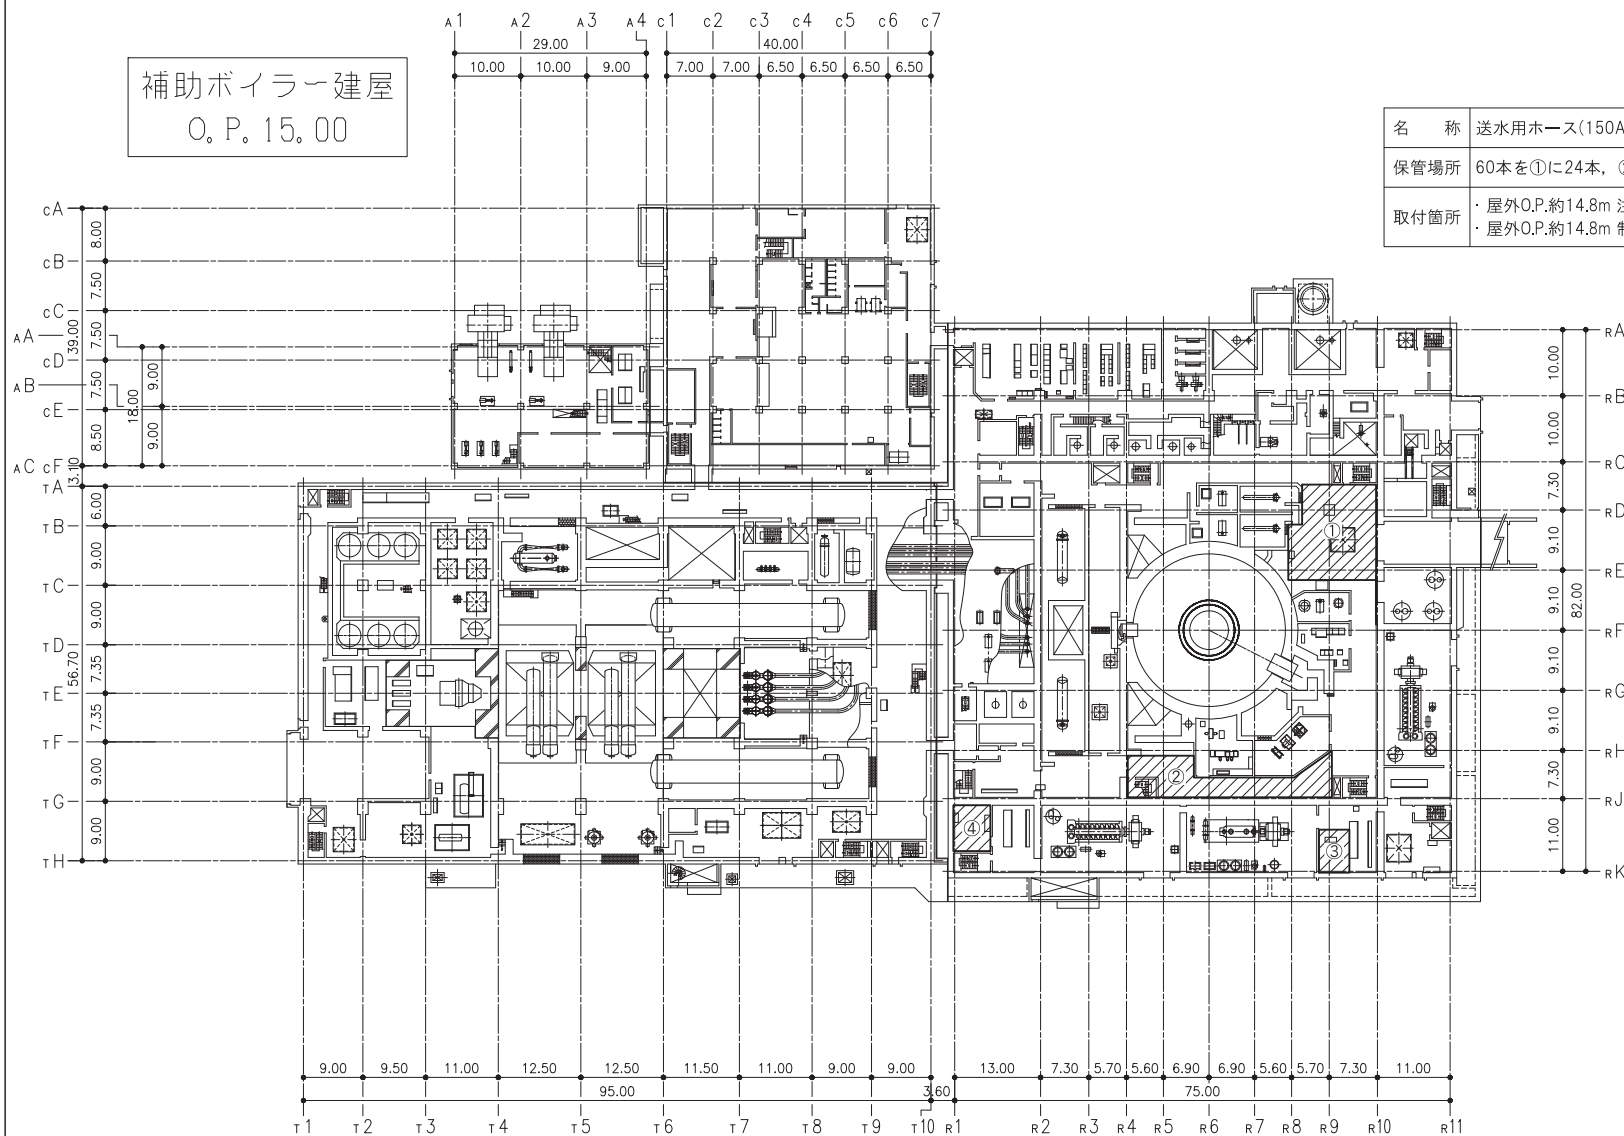 A1 A2 A3 A4 c1 c2 c3 c4 c5 c6 c7
29.00 40.00
10.00 10.00 9.00 7.00 7.00 6.50 6.50 6.50 6.50
補助ボイラー建屋
O.P.15.00
名 称 送水用ホース(150A
保管場所 60本を①に24本,
取付箇所 ・屋外O.P.約14.8m
・屋外O.P.約14.8m
cA
8.00
cB
7.50
cC
AA 39.00 7.50
cD
AB 7.50
cE
18.00 9.00 9.00
8.50
AC cF
3.10
TA
6.00
TB
9.00
TC
9.00
TD
56.70 7.35
TE
7.35
TF
9.00
TG
9.00
TH
RA
10.00
RB
10.00
RC
7.30
RD
9.10
RE
9.10 82.00
RF
9.10
RG
9.10
RH
7.30
RJ
11.00
RK
①
②
④
③
9.00 9.50 11.00 12.50 12.50 11.50 11.00 9.00 9.00 13.00 7.30 5.70 5.60 6.90 6.90 5.60 5.70 7.30 11.00
95.00 3.60 75.00
T1 T2 T3 T4 T5 T6 T7 T8 T9 T10 R1 R2 R3 R4 R5 R6 R7 R8 R9 R10 R11